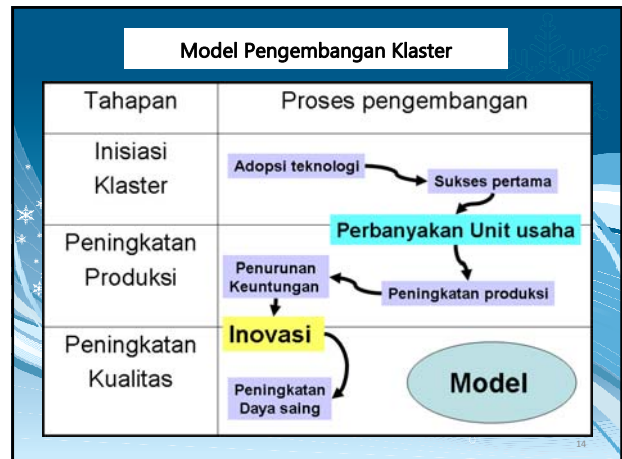 Model Pengembangan Klaster
Tahapan
Proses pengembangan
Inisiasi
Klaster
Adopsi teknologi
Sukses pertama
Perbanyakan Unit usaha
Peningkatan
Produksi
Penurunan
Keuntungan
Peningkatan produksi
Inovasi
Peningkatan
Kualitas
Peningkatan
Daya saing
Model
14